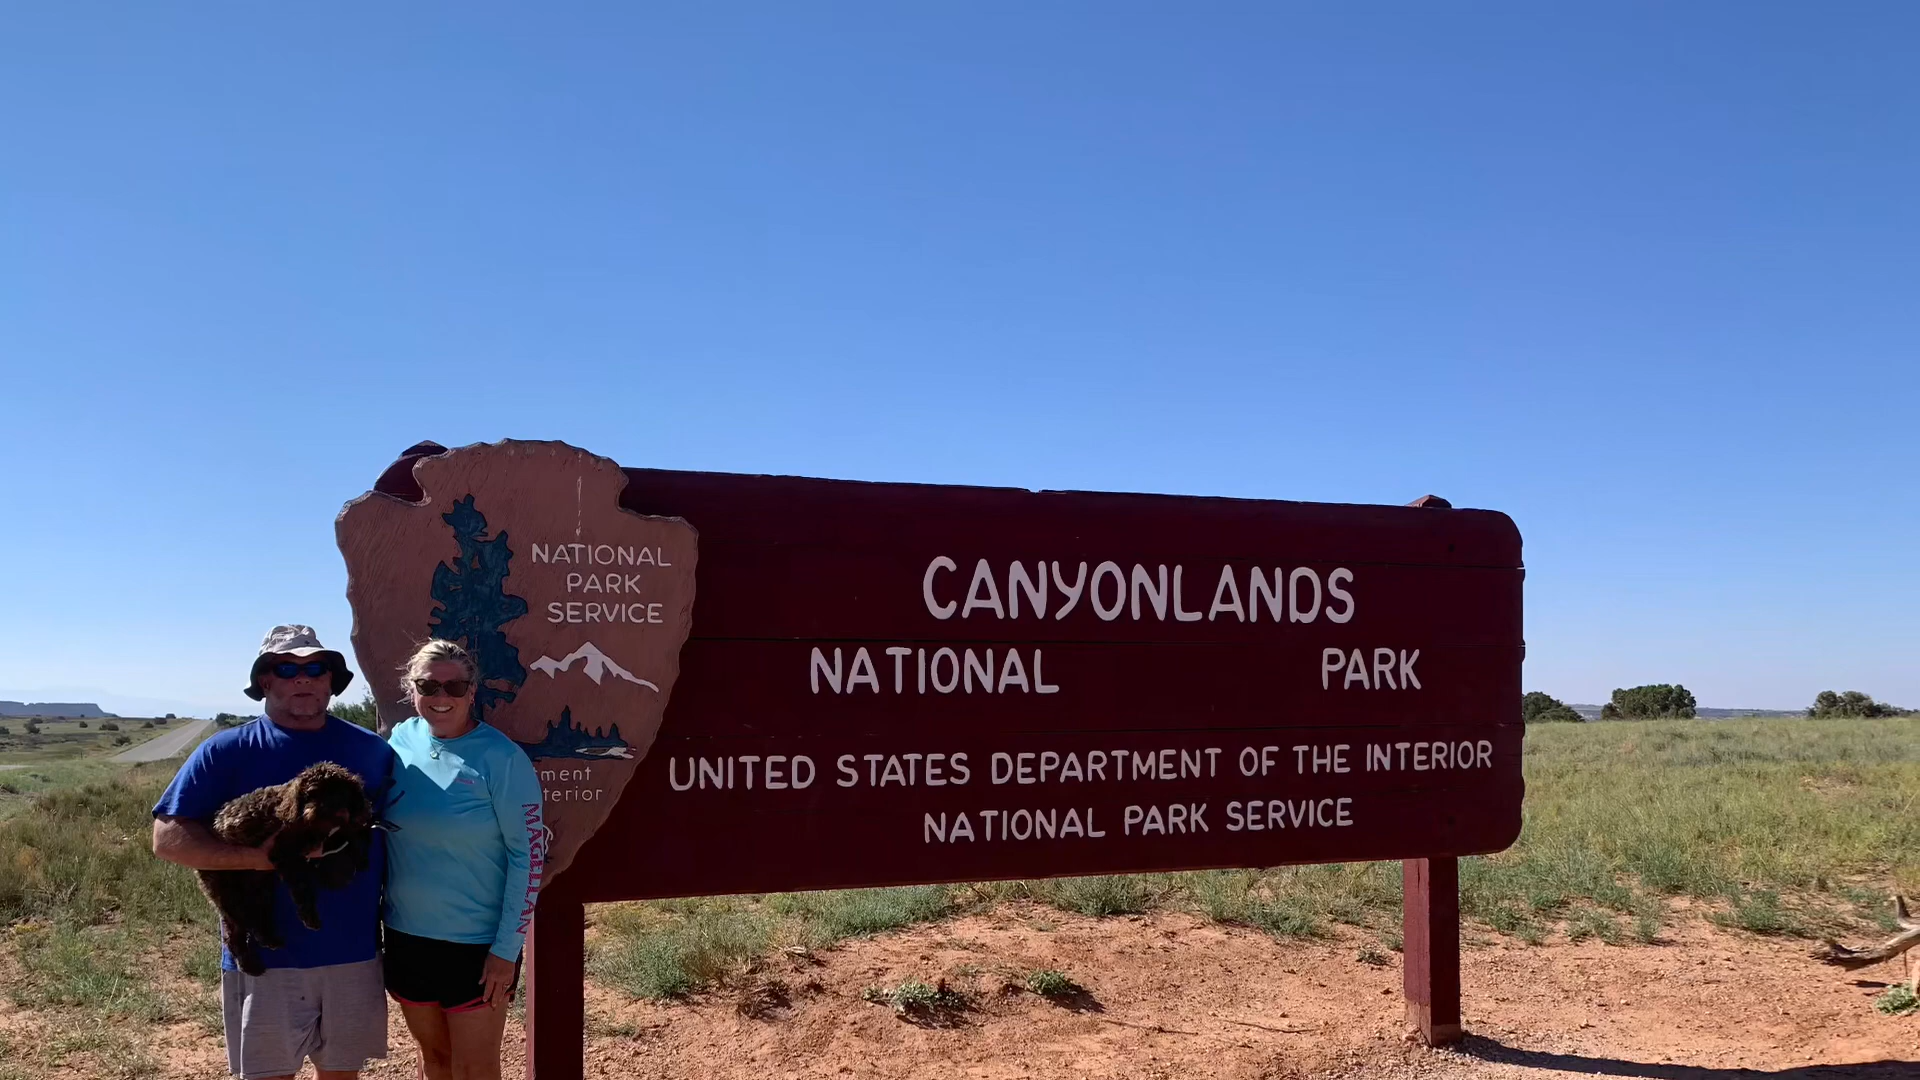 NATIONAL
PARK
SERVICE
CANYONLANDS
NATIONAL PARK
UNITED STATES DEPARTMENT OF THE INTERIOR
NATIONAL PARK SERVICE
MAGELLAN